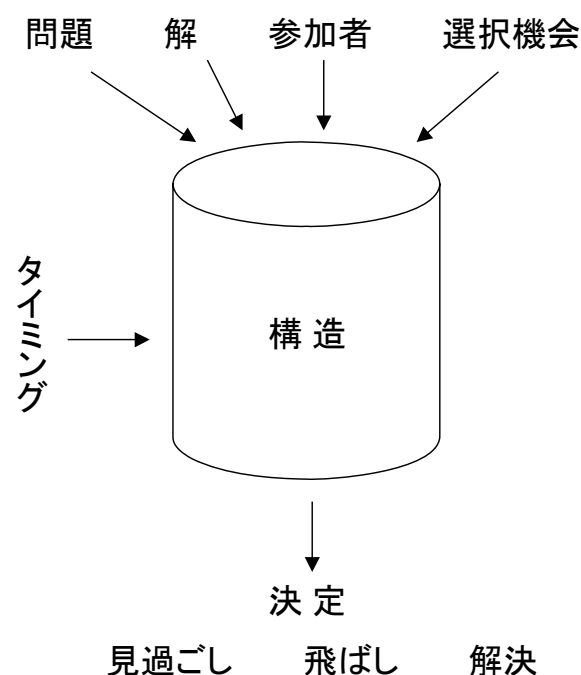 問題 解 参加者 選択機会
タイミング
構造
決定
見過ごし 飛ばし 解決